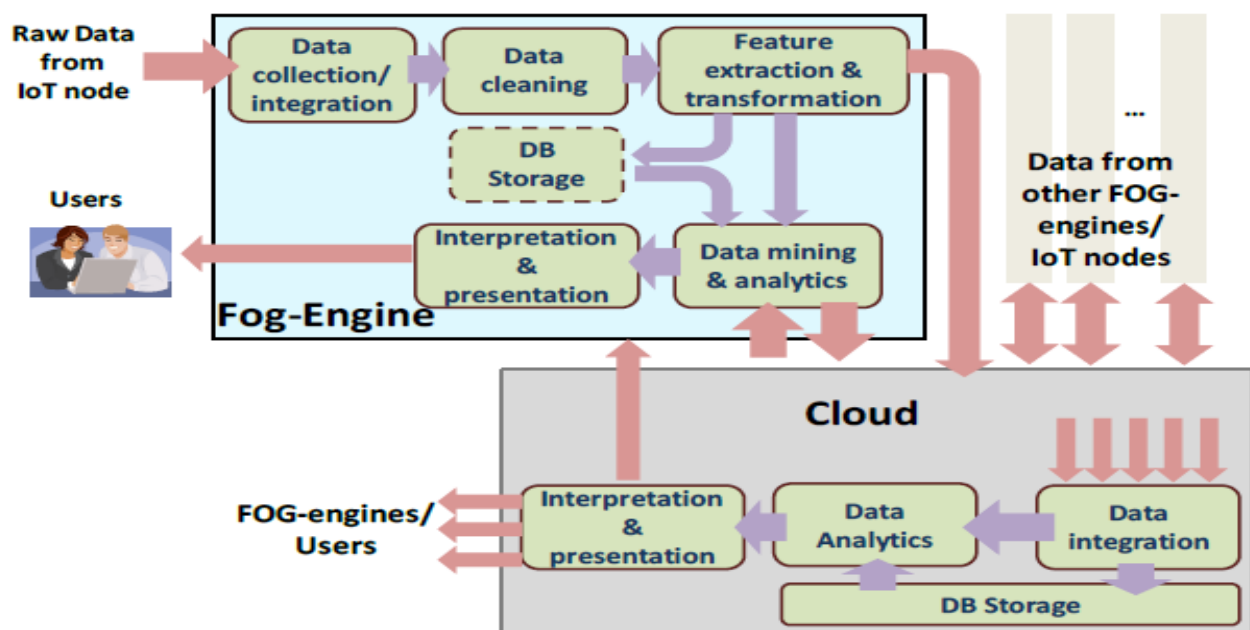 Raw Data
from
IoT node
Data
collection/
integration
Data
cleaning
Feature
extraction &
transformation
DB
Storage
Users
Interpretation
&
presentation
Data mining
& analytics
Fog-Engine
...
Data from
other FOG-
engines/
IoT nodes
Cloud
FOG-engines/
Users
Interpretation
&
presentation
Data
Analytics
Data
integration
DB Storage